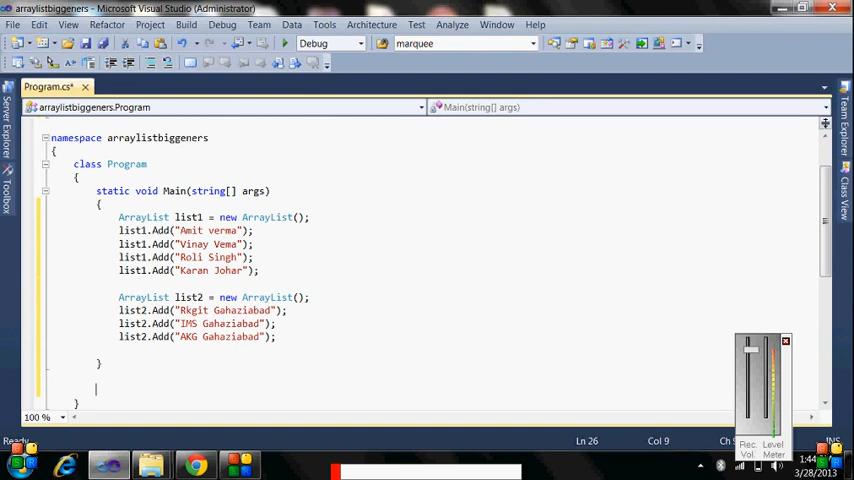 arraylistbiggeners - Microsoft Visual Studio (Administrator)
File Edit View Refactor Project Build Debug Team Data Tools Architecture Test Analyze Window Help
Debug marquee
Program.cs*
arraylistbiggeners.Program Main(string[] args)
namespace arraylistbiggeners
{
class Program
{
static void Main(string[] args)
{
ArrayList list1 = new ArrayList();
list1.Add("Amit verma");
list1.Add("Vinay Vema");
list1.Add("Roli Singh");
list1.Add("Karan Johar");
ArrayList list2 = new ArrayList();
list2.Add("Rkgit Gahaziabad");
list2.Add("IMS Gahaziabad");
list2.Add("AKG Gahaziabad");
}
}
100 %
Server Explorer
Toolbox
Team Explorer
Class View
Rec. Level
Vol. Meter
Ready Ln 26 Col 9 INS
3/28/2013